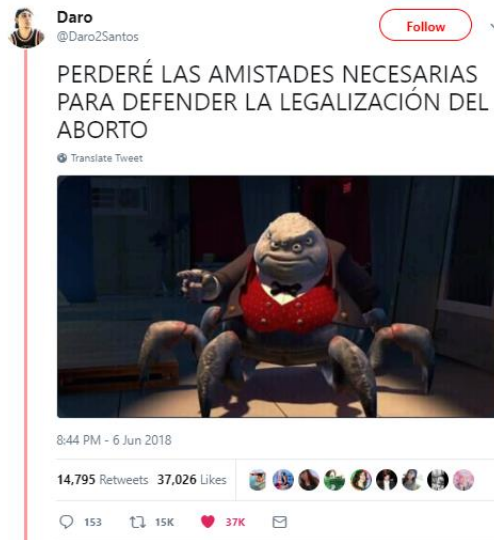 Daro
@Daro2Santos
Follow
PERDERÉ LAS AMISTADES NECESARIAS
PARA DEFENDER LA LEGALIZACIÓN DEL
ABORTO
Translate Tweet
8:44 PM - 6 Jun 2018
14,795 Retweets 37,026 Likes
153 15K 37K